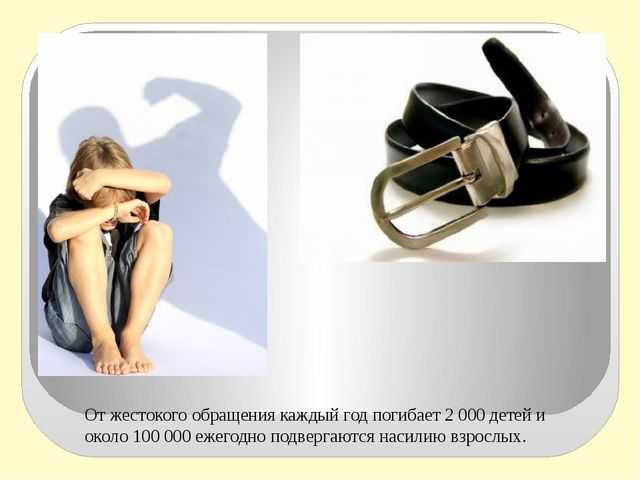 От жестокого обращения каждый год погибает 2 000 детей и
около 100 000 ежегодно подвергаются насилию взрослых.